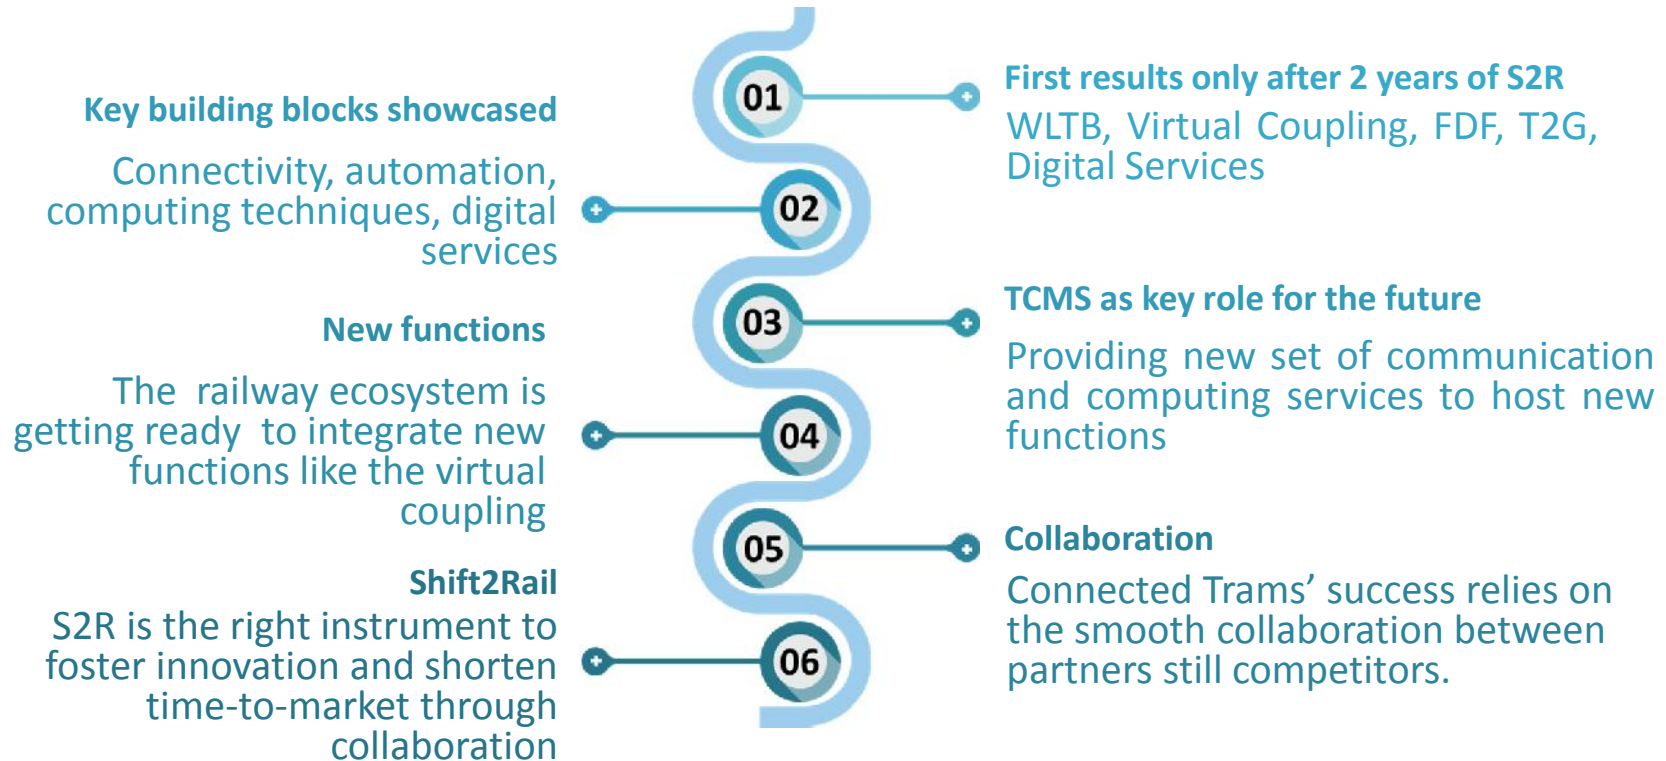 01
First results only after 2 years of S2R
WLTB, Virtual Coupling, FDF, T2G,
Digital Services
Key building blocks showcased
Connectivity, automation,
computing techniques, digital
services
02
03
TCMS as key role for the future
Providing new set of communication
and computing services to host new
functions
New functions
The railway ecosystem is
getting ready to integrate new
functions like the virtual
coupling
04
05
Collaboration
Connected Trams’ success relies on
the smooth collaboration between
partners still competitors.
Shift2Rail
S2R is the right instrument to
foster innovation and shorten
time-to-market through
collaboration
06